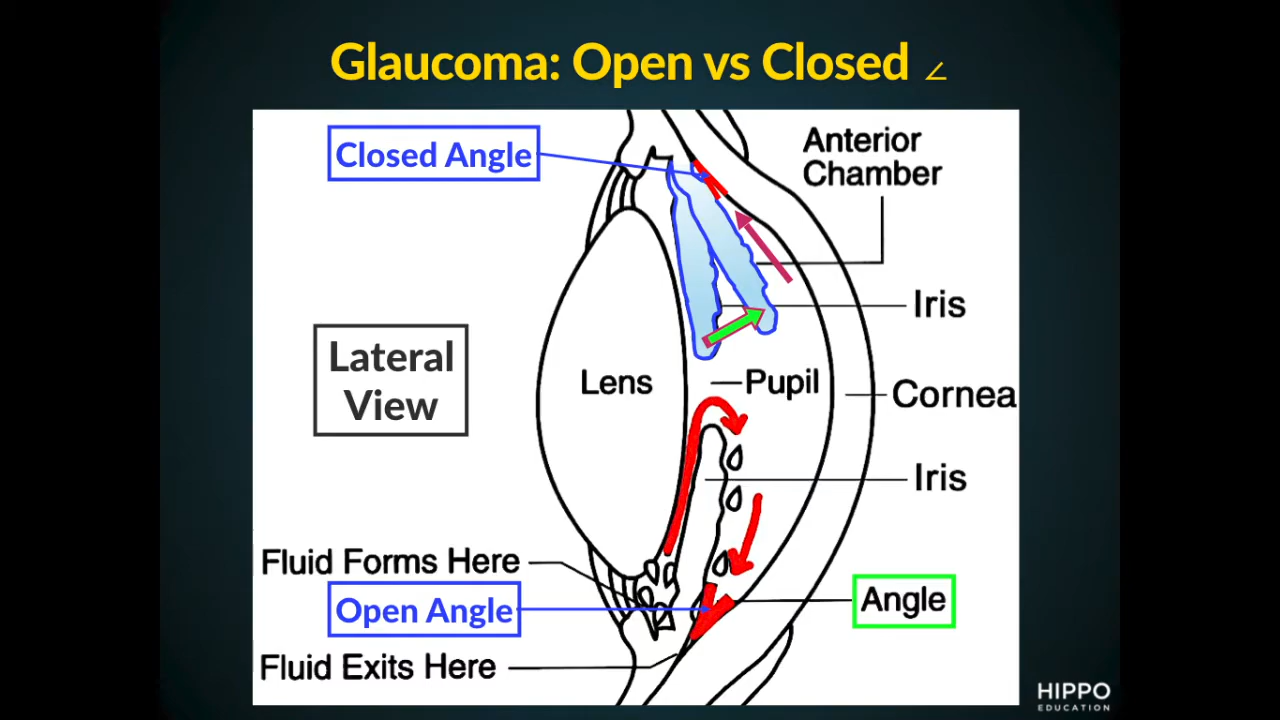 Glaucoma: Open vs Closed ∠
Closed Angle
Anterior
Chamber
Iris
Lateral
View
Lens
Pupil
Cornea
Iris
Fluid Forms Here
Open Angle
Angle
Fluid Exits Here
HIPPO
EDUCATION